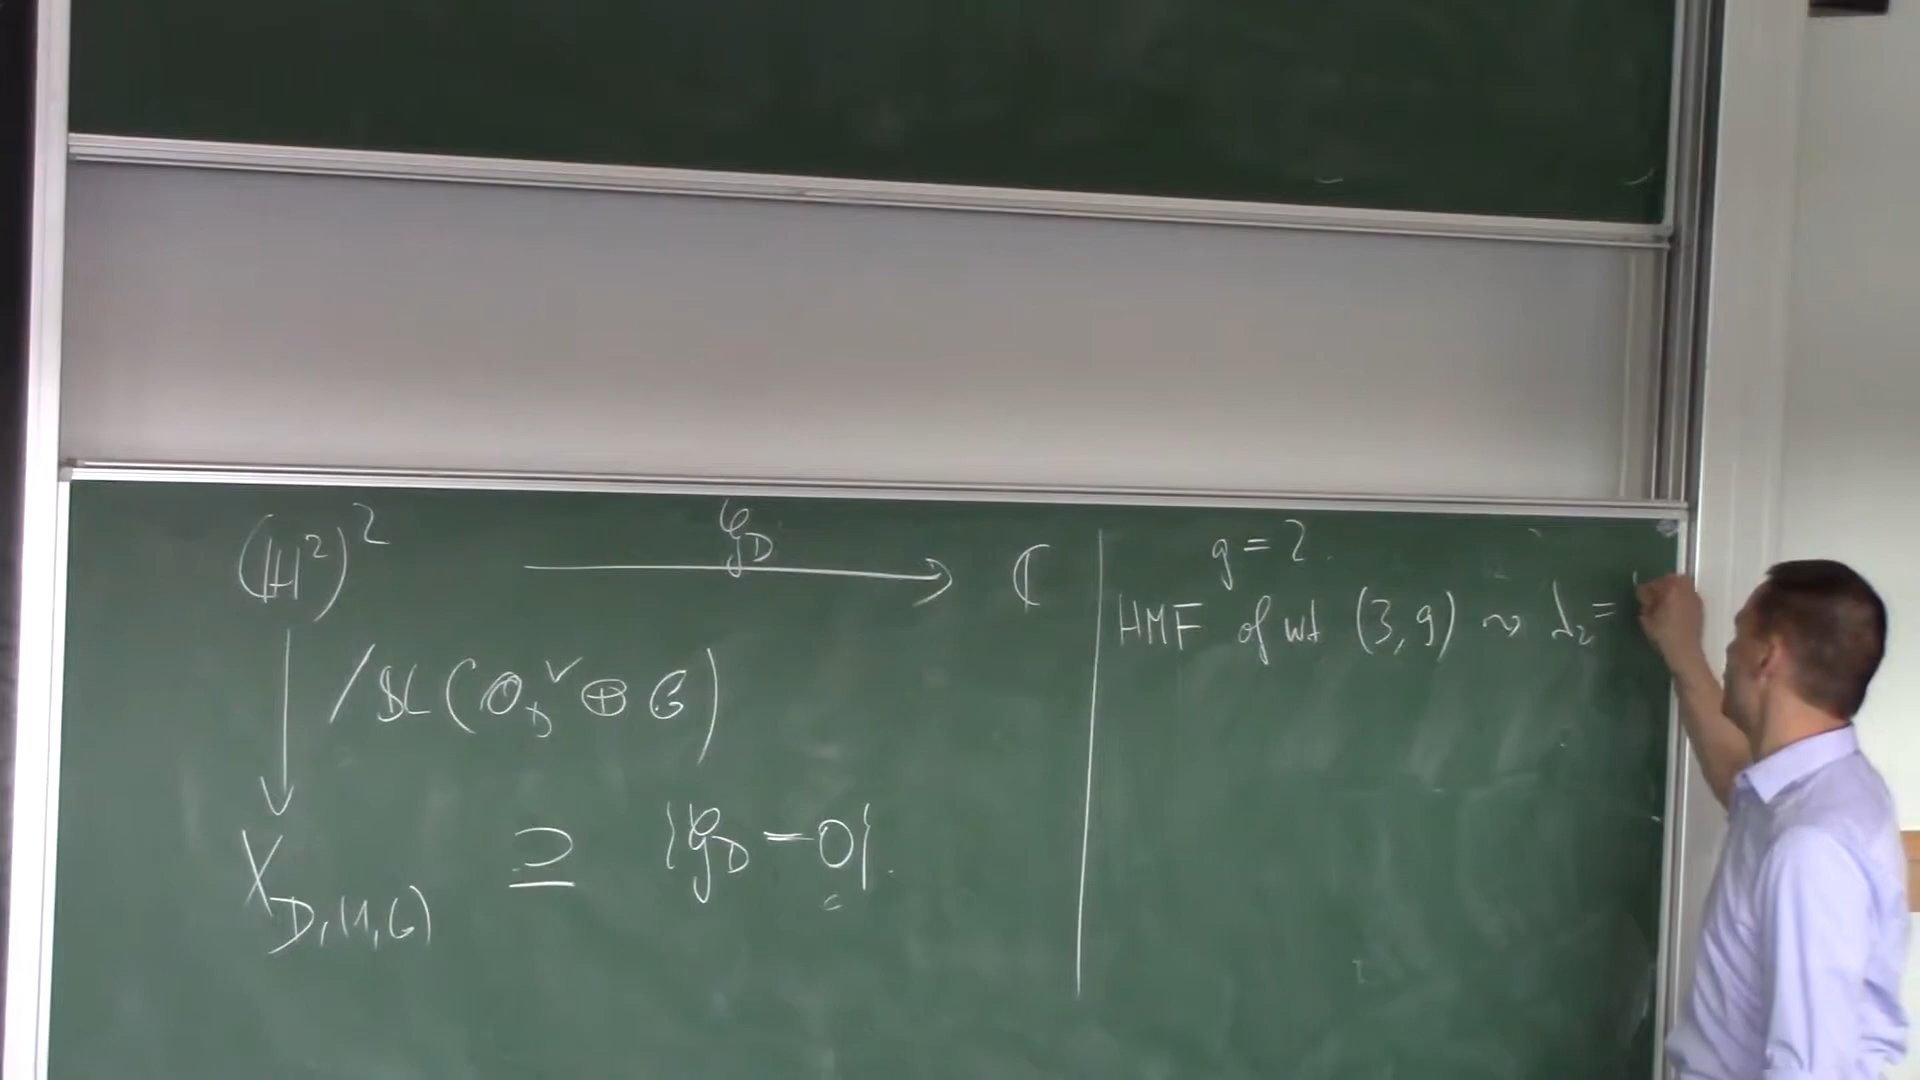 (ℍ²)² φ_D ℂ
/SL(O_D^∨ ⊕ 𝔟)
X_{D,(1,6)} ⊇ {φ_D = 0}.
g = 2.
HMF of wt (3,9) ⇝ λ₂ =